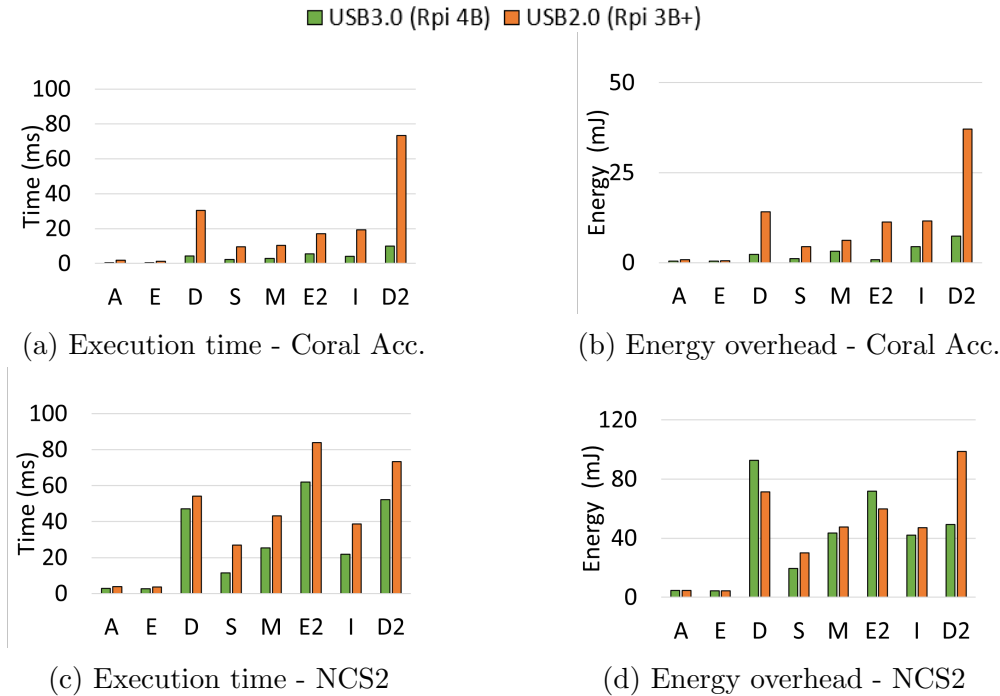 USB3.0 (Rpi 4B) USB2.0 (Rpi 3B+)
Time (ms)
100
80
60
40
20
0
A E D S M E2 I D2
(a) Execution time - Coral Acc.
Energy (mJ)
50
25
0
A E D S M E2 I D2
(b) Energy overhead - Coral Acc.
Time (ms)
100
80
60
40
20
0
A E D S M E2 I D2
(c) Execution time - NCS2
Energy (mJ)
120
80
40
0
A E D S M E2 I D2
(d) Energy overhead - NCS2